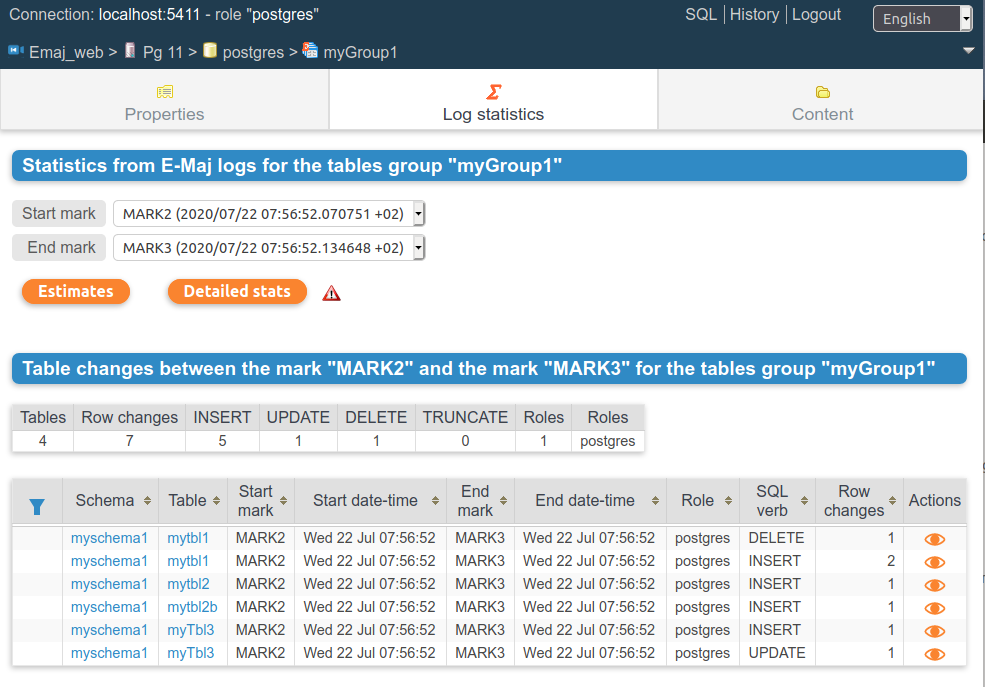 Connection: localhost:5411 - role "postgres" SQL | History | Logout English
Emaj_web > Pg 11 > postgres > myGroup1
Properties Log statistics Content
Statistics from E-Maj logs for the tables group "myGroup1"
Start mark MARK2 (2020/07/22 07:56:52.070751 +02)
End mark MARK3 (2020/07/22 07:56:52.134648 +02)
Estimates Detailed stats
Table changes between the mark "MARK2" and the mark "MARK3" for the tables group "myGroup1"
Tables Row changes INSERT UPDATE DELETE TRUNCATE Roles Roles
4 7 5 1 1 0 1 postgres
Schema Table Start mark Start date-time End mark End date-time Role SQL verb Row changes Actions
myschema1 mytbl1 MARK2 Wed 22 Jul 07:56:52 MARK3 Wed 22 Jul 07:56:52 postgres DELETE 1
myschema1 mytbl1 MARK2 Wed 22 Jul 07:56:52 MARK3 Wed 22 Jul 07:56:52 postgres INSERT 2
myschema1 mytbl2 MARK2 Wed 22 Jul 07:56:52 MARK3 Wed 22 Jul 07:56:52 postgres INSERT 1
myschema1 mytbl2b MARK2 Wed 22 Jul 07:56:52 MARK3 Wed 22 Jul 07:56:52 postgres INSERT 1
myschema1 myTbl3 MARK2 Wed 22 Jul 07:56:52 MARK3 Wed 22 Jul 07:56:52 postgres INSERT 1
myschema1 myTbl3 MARK2 Wed 22 Jul 07:56:52 MARK3 Wed 22 Jul 07:56:52 postgres UPDATE 1